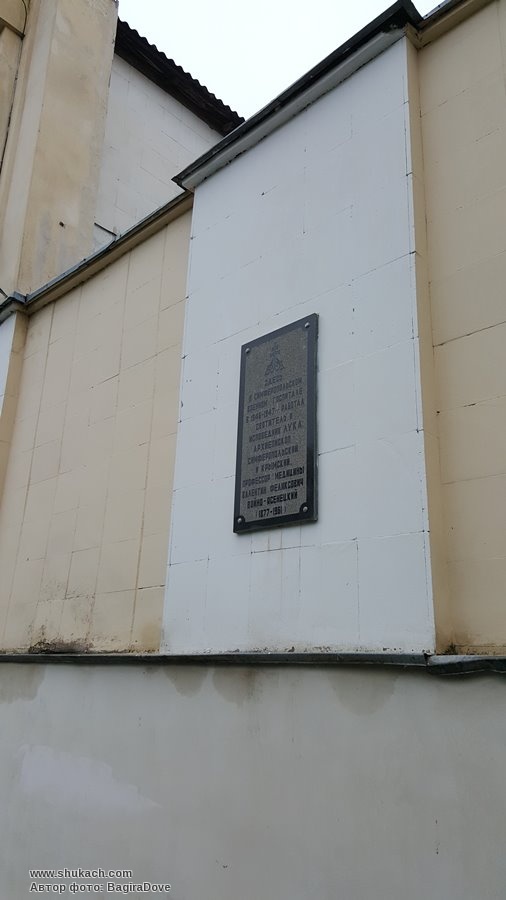 ЗДЕСЬ
В СИМФЕРОПОЛЬСКОМ
ВОЕННОМ ГОСПИТАЛЕ
В 1946-1947 РАБОТАЛ
СВЯТИТЕЛЬ И
ИСПОВЕДНИК ЛУКА,
АРХИЕПИСКОП
СИМФЕРОПОЛЬСКИЙ
И КРЫМСКИЙ,
ПРОФЕССОР МЕДИЦИНЫ
ВАЛЕНТИН ФЕЛИКСОВИЧ
ВОЙНО-ЯСЕНЕЦКИЙ
(1877-1961)
www.shukach.com
Автор фото: BagiraDove